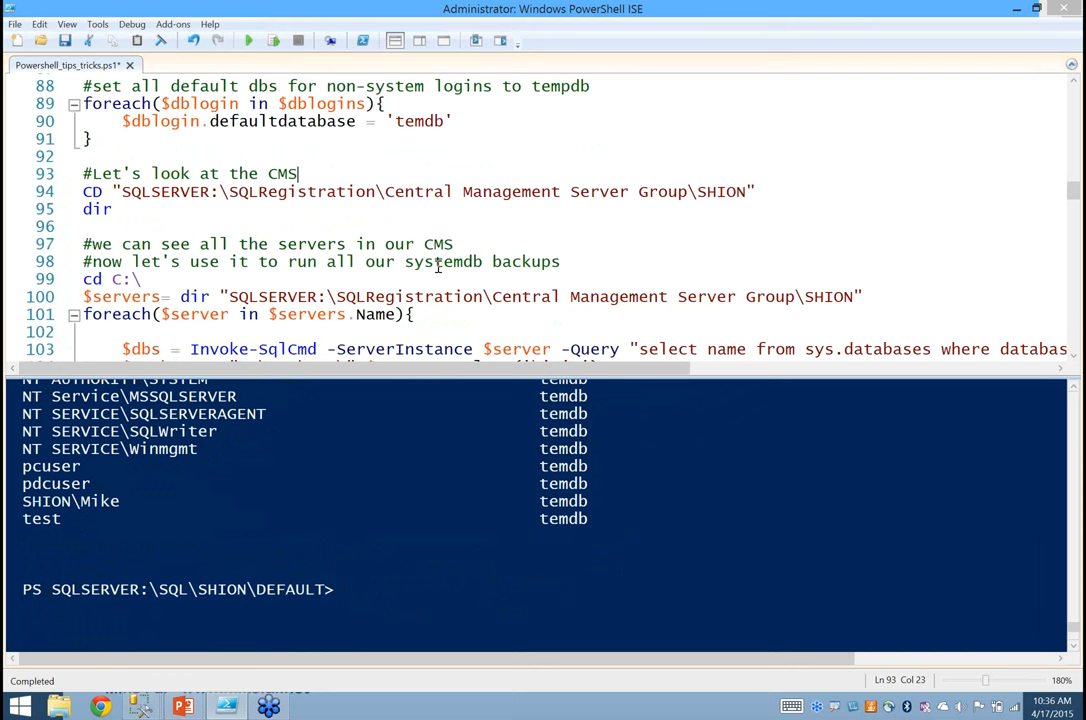 Administrator: Windows PowerShell ISE
File Edit View Tools Debug Add-ons Help
Powershell_tips_tricks.ps1*
88 #set all default dbs for non-system logins to tempdb
89 foreach($dblogin in $dblogins){
90 $dblogin.defaultdatabase = 'temdb'
91 }
92
93 #Let's look at the CMS
94 CD "SQLSERVER:\SQLRegistration\Central Management Server Group\SHION"
95 dir
96
97 #we can see all the servers in our CMS
98 #now let's use it to run all our systemdb backups
99 cd C:\
100 $servers= dir "SQLSERVER:\SQLRegistration\Central Management Server Group\SHION"
101 foreach($server in $servers.Name){
102
103 $dbs = Invoke-SqlCmd -ServerInstance $server -Query "select name from sys.databases where databas
NT AUTHORITY\SYSTEM temdb
NT Service\MSSQLSERVER temdb
NT SERVICE\SQLSERVERAGENT temdb
NT SERVICE\SQLWriter temdb
NT SERVICE\Winmgmt temdb
pcuser temdb
pdcuser temdb
SHION\Mike temdb
test temdb
PS SQLSERVER:\SQL\SHION\DEFAULT>
Completed
Ln 93 Col 23
180%
10:36 AM
4/17/2015